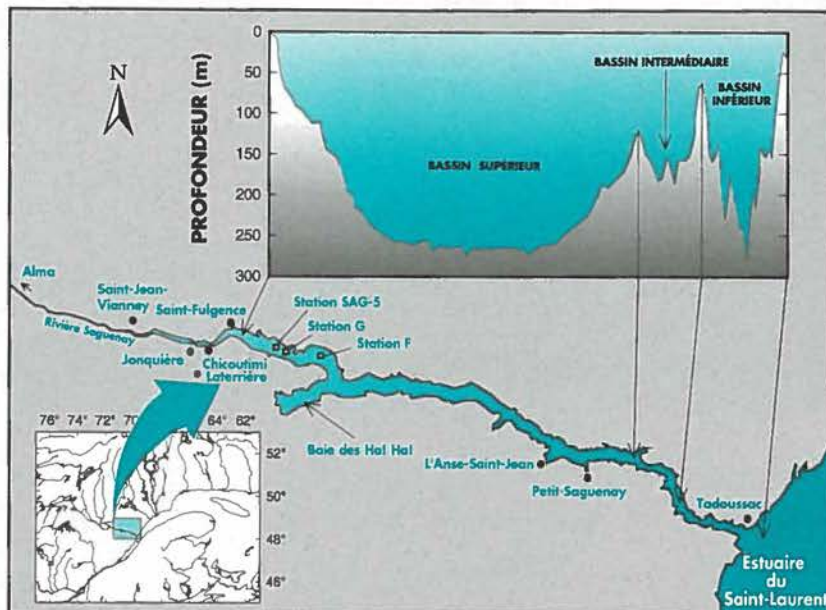 PROFONDEUR (m)
0
50
100
150
200
250
300
BASSIN INTERMÉDIAIRE
BASSIN
INFÉRIEUR
BASSIN SUPÉRIEUR
N
Alma
Saint-Jean-
Vianney
Saint-Fulgence
Station SAG-5
Station G
Station F
Rivière Saguenay
Jonquière
Chicoutimi
Laterrière
Baie des Ha! Ha!
L'Anse-Saint-Jean
Petit-Saguenay
Tadoussac
Estuaire
du
Saint-Laurent
76° 74° 72° 70 64° 62°
52°
50°
48°
46°